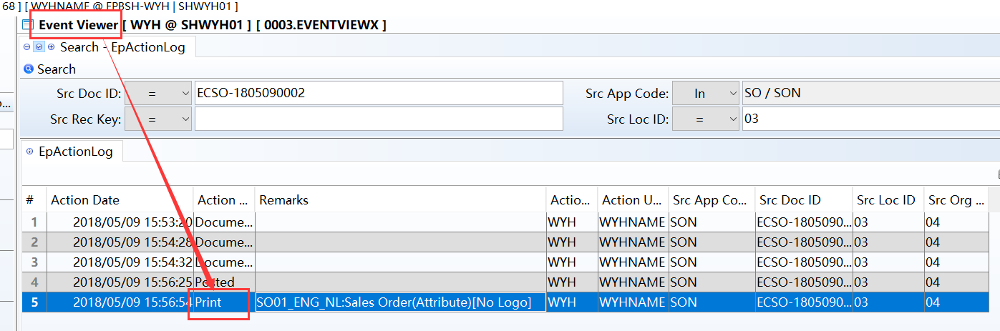 68 ] [ WYHNAME @ EPBSH-WYH | SHWYH01 ]
Event Viewer [ WYH @ SHWYH01 ] [ 0003.EVENTVIEWX ]
Search - EpActionLog
Search
Src Doc ID: = ECSO-1805090002 Src App Code: In SO / SON
...
Src Rec Key: = Src Loc ID: = 03
EpActionLog
# Action Date Action ... Remarks Actio... Action U... Src App Co... Src Doc ID Src Loc ID Src Org ...
1 2018/05/09 15:53:20 Docume... WYH WYHNAME SON ECSO-1805090... 03 04
2 2018/05/09 15:54:28 Docume... WYH WYHNAME SON ECSO-1805090... 03 04
3 2018/05/09 15:54:32 Docume... WYH WYHNAME SON ECSO-1805090... 03 04
4 2018/05/09 15:56:25 Posted WYH WYHNAME SON ECSO-1805090... 03 04
5 2018/05/09 15:56:54 Print SO01_ENG_NL:Sales Order(Attribute)[No Logo] WYH WYHNAME SON ECSO-1805090... 03 04